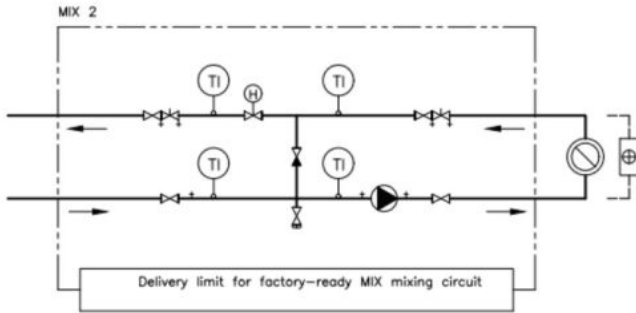 MIX 2
TI
TI
H
TI
TI
Delivery limit for factory-ready MIX mixing circuit